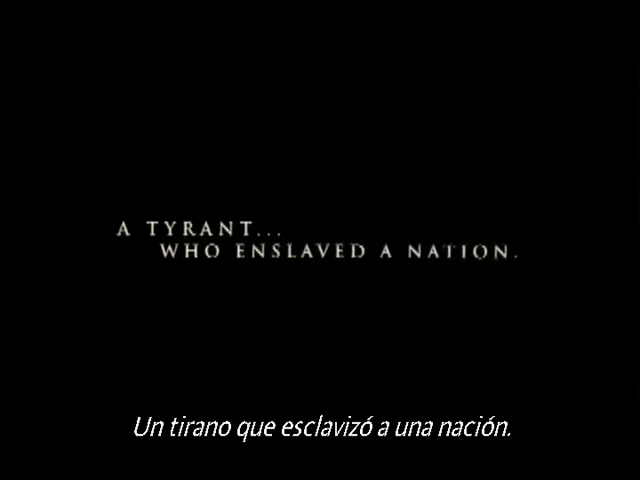 A TYRANT...
WHO ENSLAVED A NATION.
Un tirano que esclavizó a una nación.